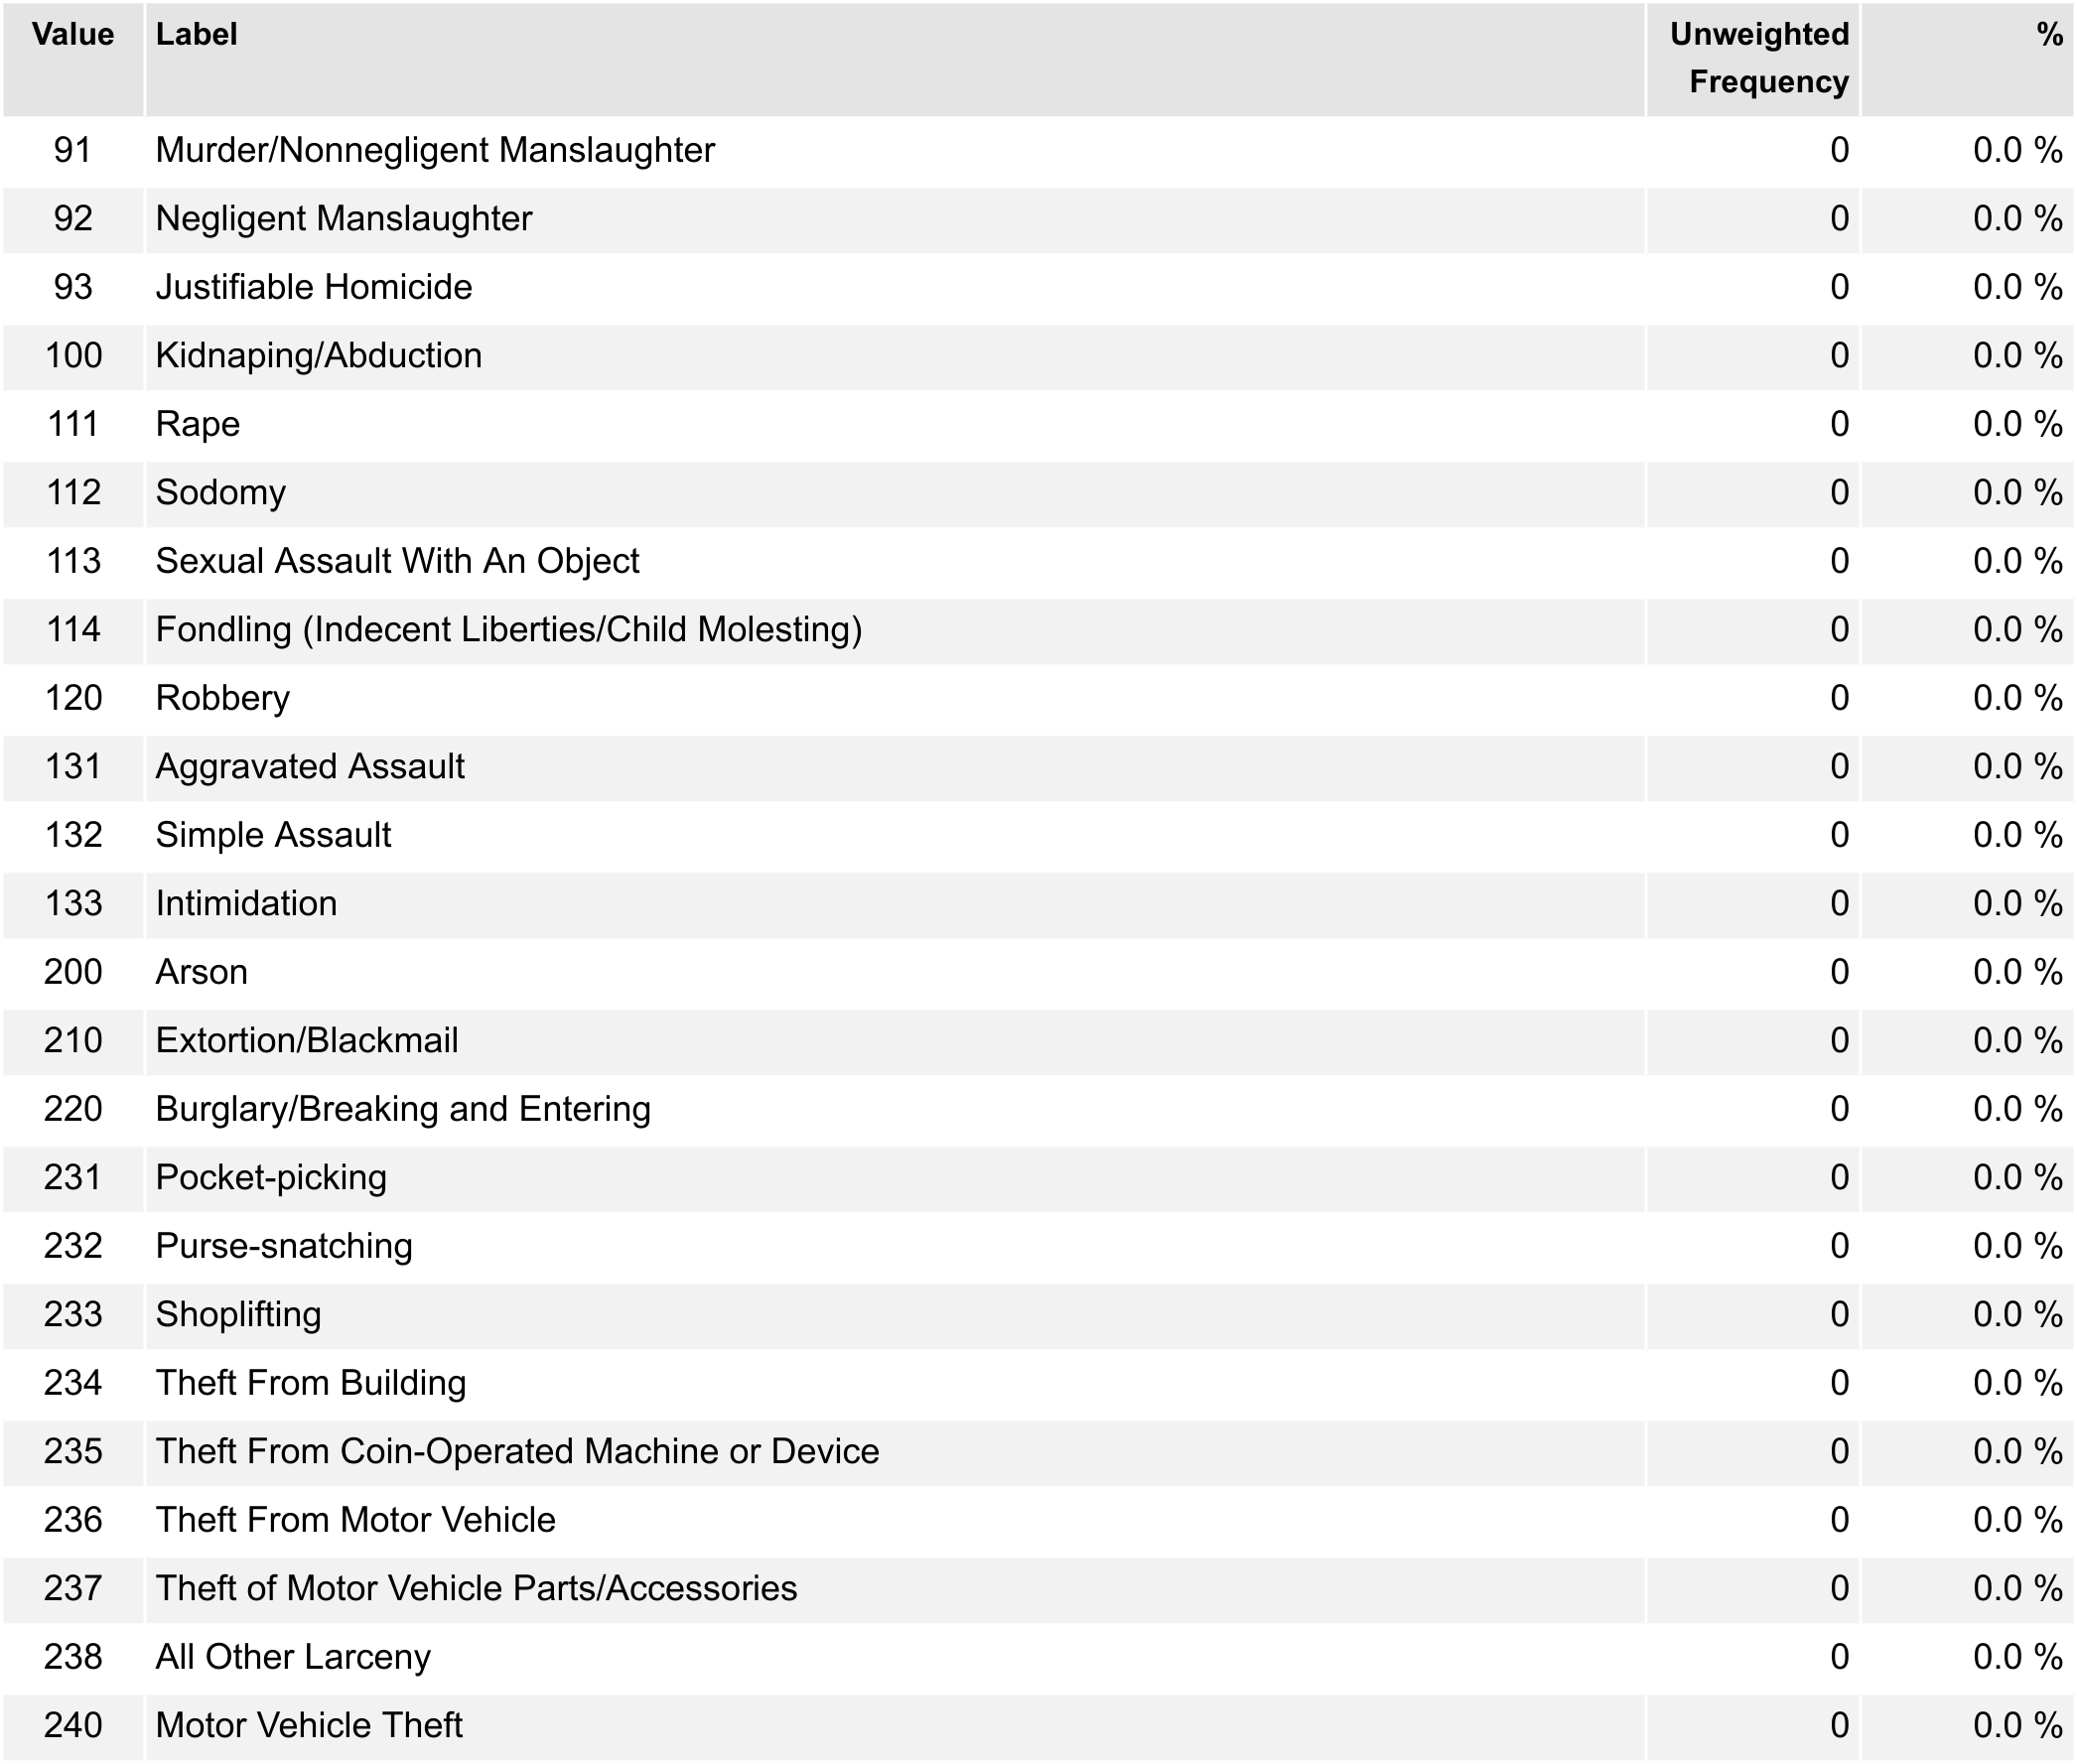 Value Label Unweighted Frequency %
91 Murder/Nonnegligent Manslaughter 0 0.0 %
92 Negligent Manslaughter 0 0.0 %
93 Justifiable Homicide 0 0.0 %
100 Kidnaping/Abduction 0 0.0 %
111 Rape 0 0.0 %
112 Sodomy 0 0.0 %
113 Sexual Assault With An Object 0 0.0 %
114 Fondling (Indecent Liberties/Child Molesting) 0 0.0 %
120 Robbery 0 0.0 %
131 Aggravated Assault 0 0.0 %
132 Simple Assault 0 0.0 %
133 Intimidation 0 0.0 %
200 Arson 0 0.0 %
210 Extortion/Blackmail 0 0.0 %
220 Burglary/Breaking and Entering 0 0.0 %
231 Pocket-picking 0 0.0 %
232 Purse-snatching 0 0.0 %
233 Shoplifting 0 0.0 %
234 Theft From Building 0 0.0 %
235 Theft From Coin-Operated Machine or Device 0 0.0 %
236 Theft From Motor Vehicle 0 0.0 %
237 Theft of Motor Vehicle Parts/Accessories 0 0.0 %
238 All Other Larceny 0 0.0 %
240 Motor Vehicle Theft 0 0.0 %